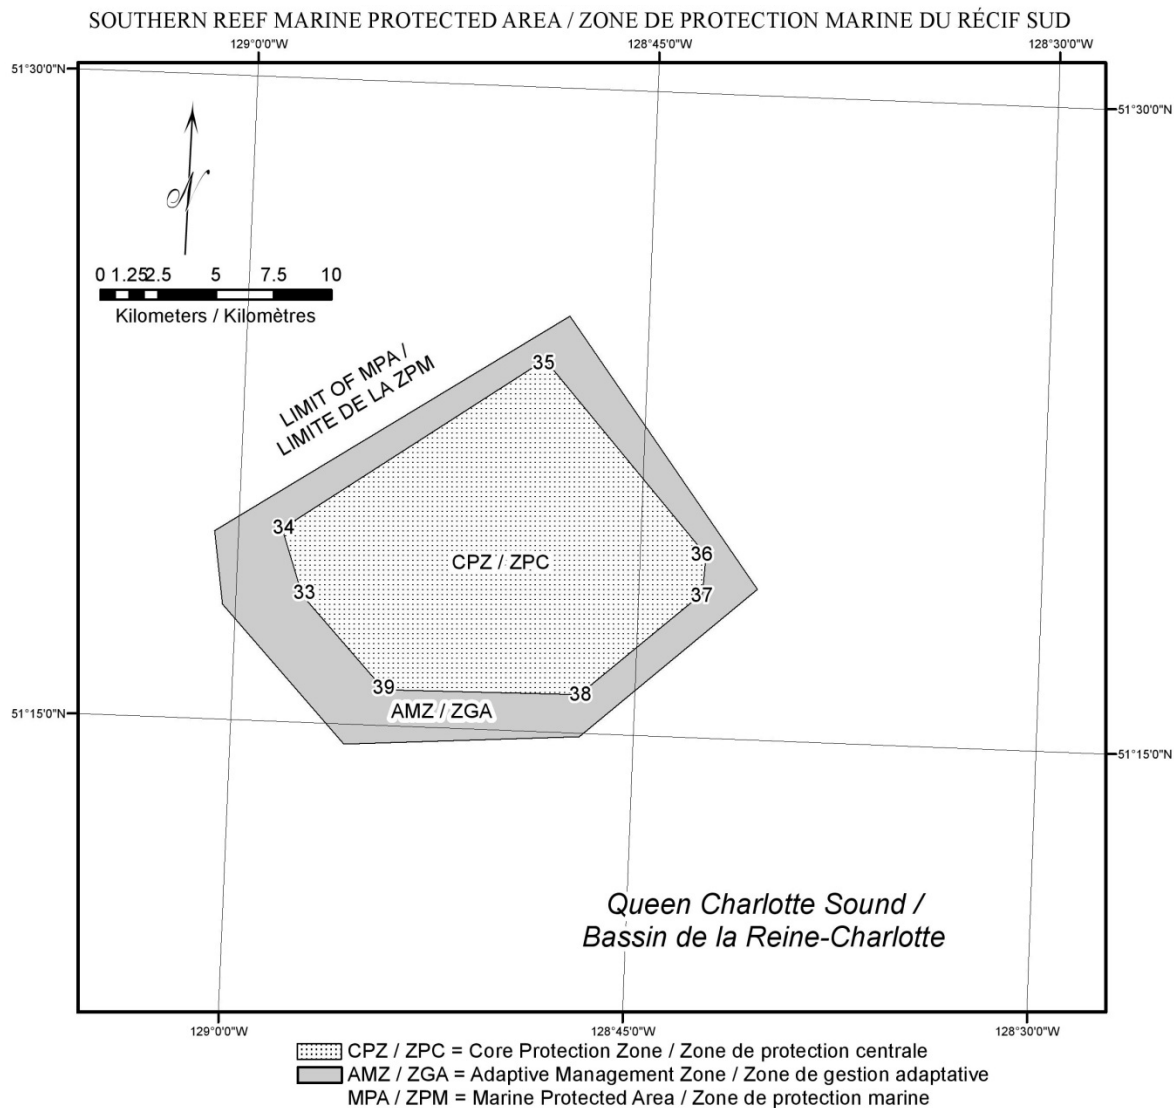 SOUTHERN REEF MARINE PROTECTED AREA / ZONE DE PROTECTION MARINE DU RÉCIF SUD
129°0'0"W 128°45'0"W 128°30'0"W
51°30'0"N
51°30'0"N
N
0 1.25 2.5 5 7.5 10
Kilometers / Kilomètres
LIMIT OF MPA /
LIMITE DE LA ZPM
35
34
36
CPZ / ZPC
33
37
39
38
AMZ / ZGA
51°15'0"N
51°15'0"N
Queen Charlotte Sound /
Bassin de la Reine-Charlotte
129°0'0"W 128°45'0"W 128°30'0"W
CPZ / ZPC = Core Protection Zone / Zone de protection centrale
AMZ / ZGA = Adaptive Management Zone / Zone de gestion adaptative
MPA / ZPM = Marine Protected Area / Zone de protection marine